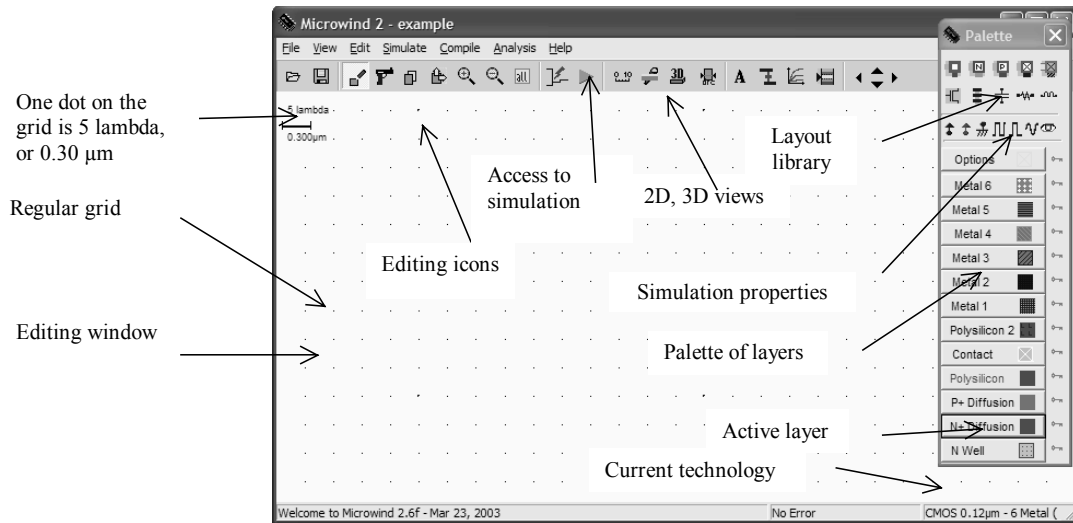 Microwind 2 - example
File View Edit Simulate Compile Analysis Help
One dot on the
grid is 5 lambda,
or 0.30 µm
5 lambda
0.300µm
Regular grid
Editing window
Access to
simulation
Editing icons
2D, 3D views
Layout
library
Simulation properties
Palette of layers
Active layer
Current technology
Palette
Options
Metal 6
Metal 5
Metal 4
Metal 3
Metal 2
Metal 1
Polysilicon 2
Contact
Polysilicon
P+ Diffusion
N+ Diffusion
N Well
Welcome to Microwind 2.6f - Mar 23, 2003
No Error
CMOS 0.12µm - 6 Metal (